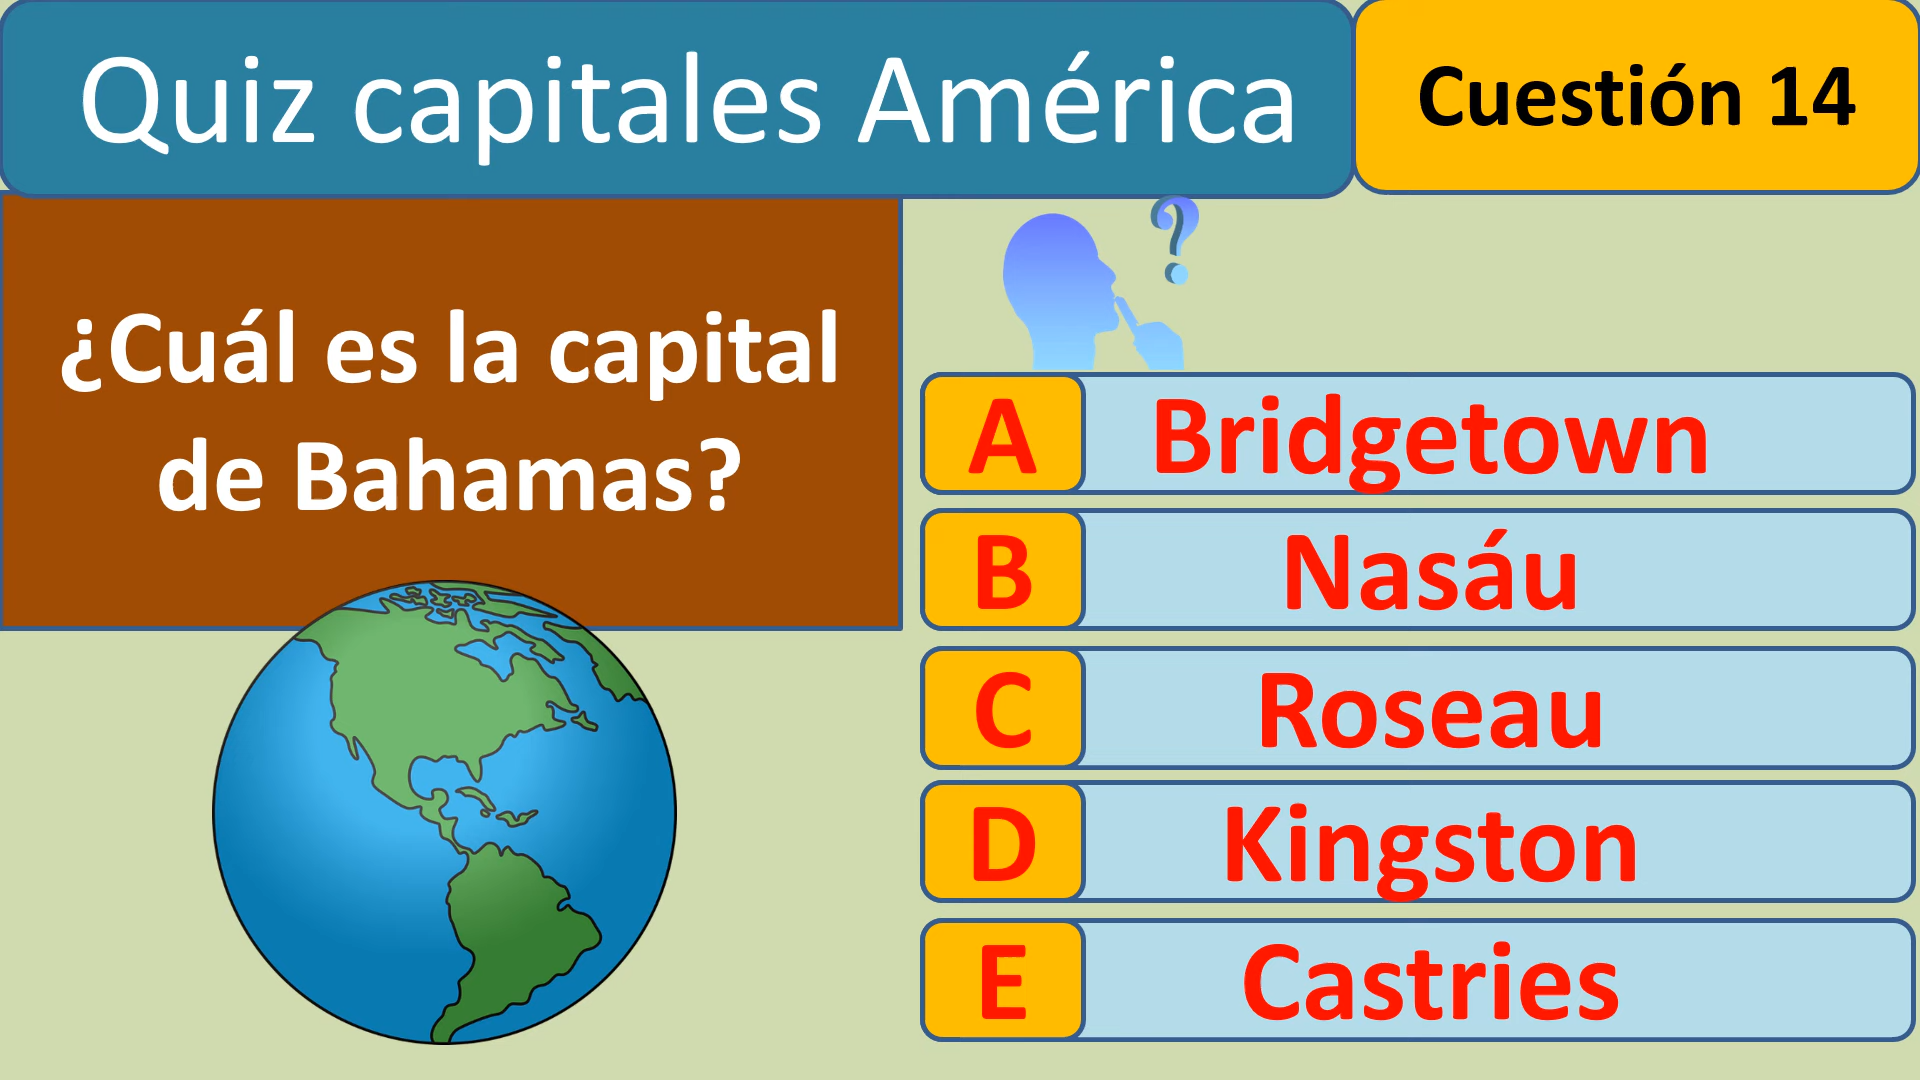 Quiz capitales América
Cuestión 14
¿Cuál es la capital
de Bahamas?
?
A Bridgetown
B Nasáu
C Roseau
D Kingston
E Castries